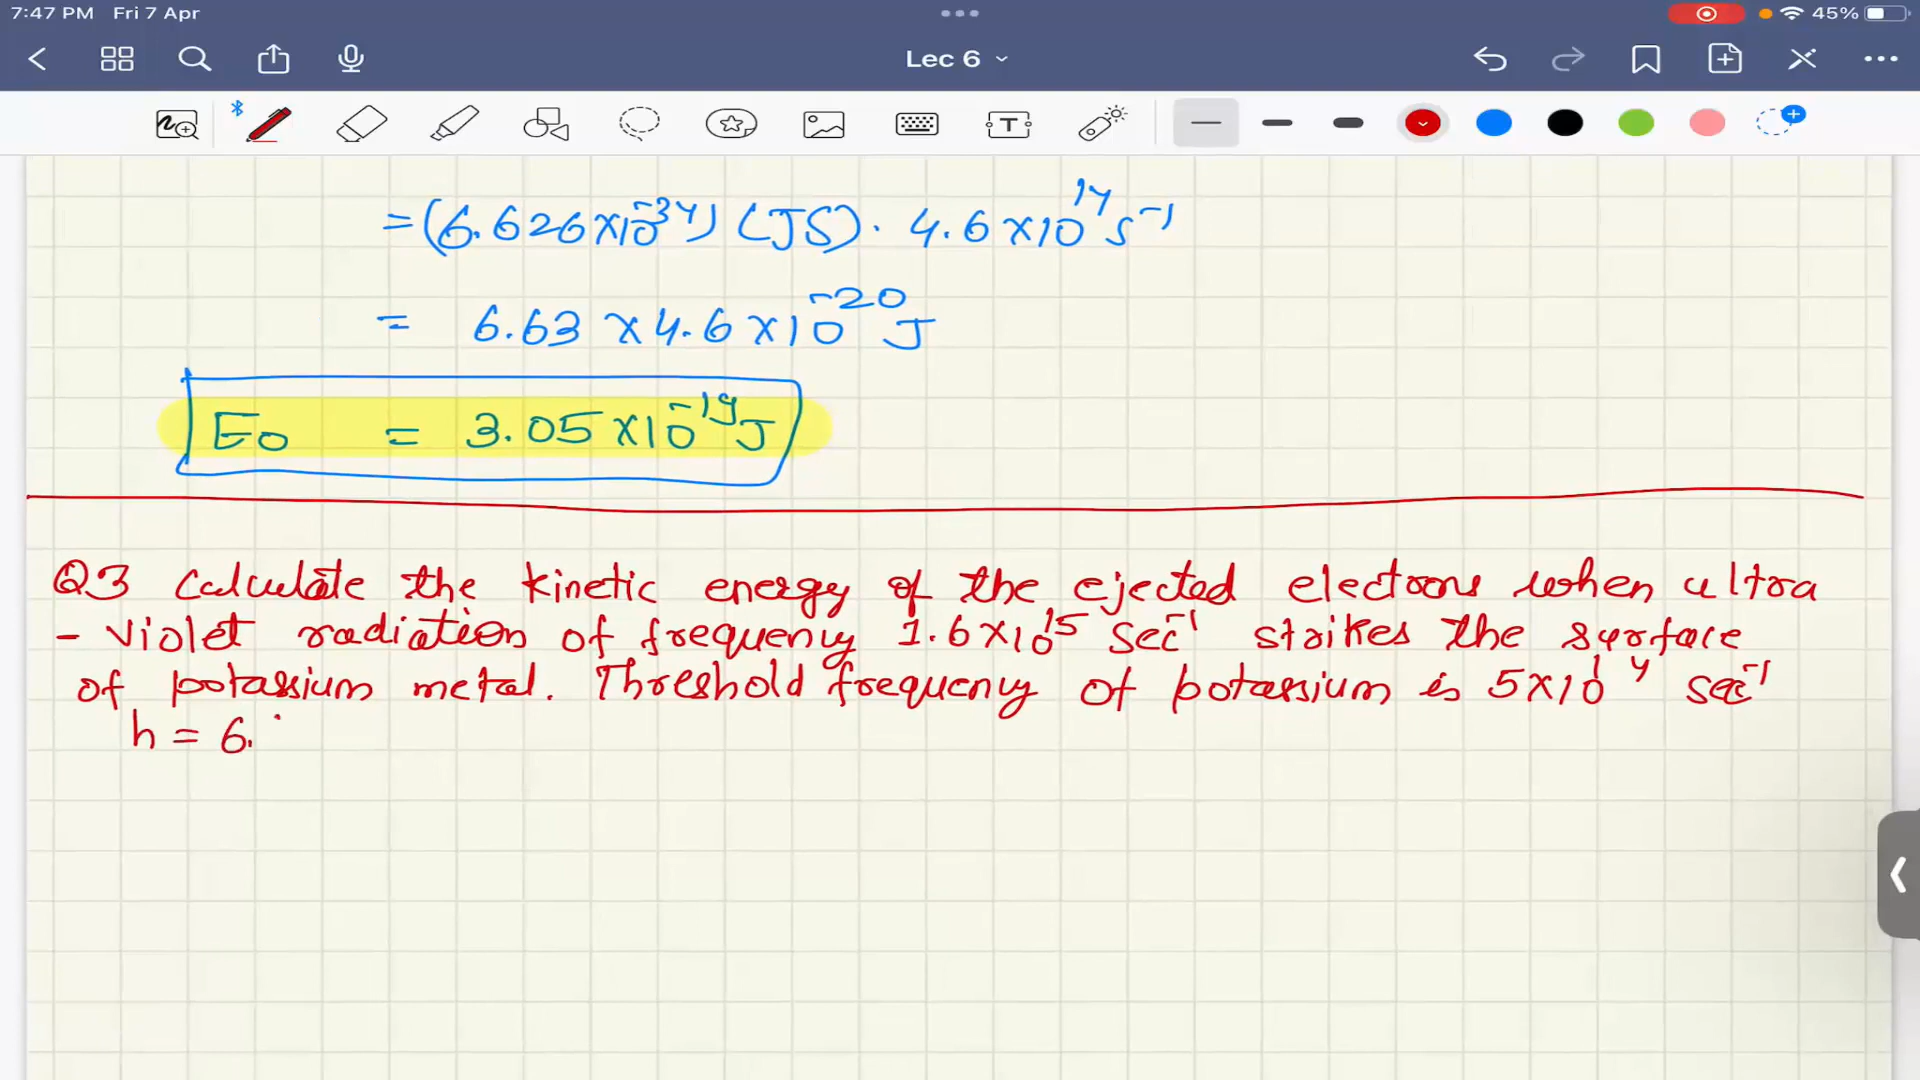 7:47 PM Fri 7 Apr
45%
Lec 6
=(6.626×10⁻³⁴) (JS). 4.6×10¹⁴s⁻¹
= 6.63 ×4.6×10⁻²⁰J
E₀ = 3.05×10⁻¹⁹J
Q3 Calculate the kinetic energy of the ejected electrons when ultra
- violet radiation of frequency 1.6×10¹⁵ sec⁻¹ strikes the surface
of potassium metal. Threshold frequency of potassium is 5×10¹⁴ sec⁻¹
h = 6.